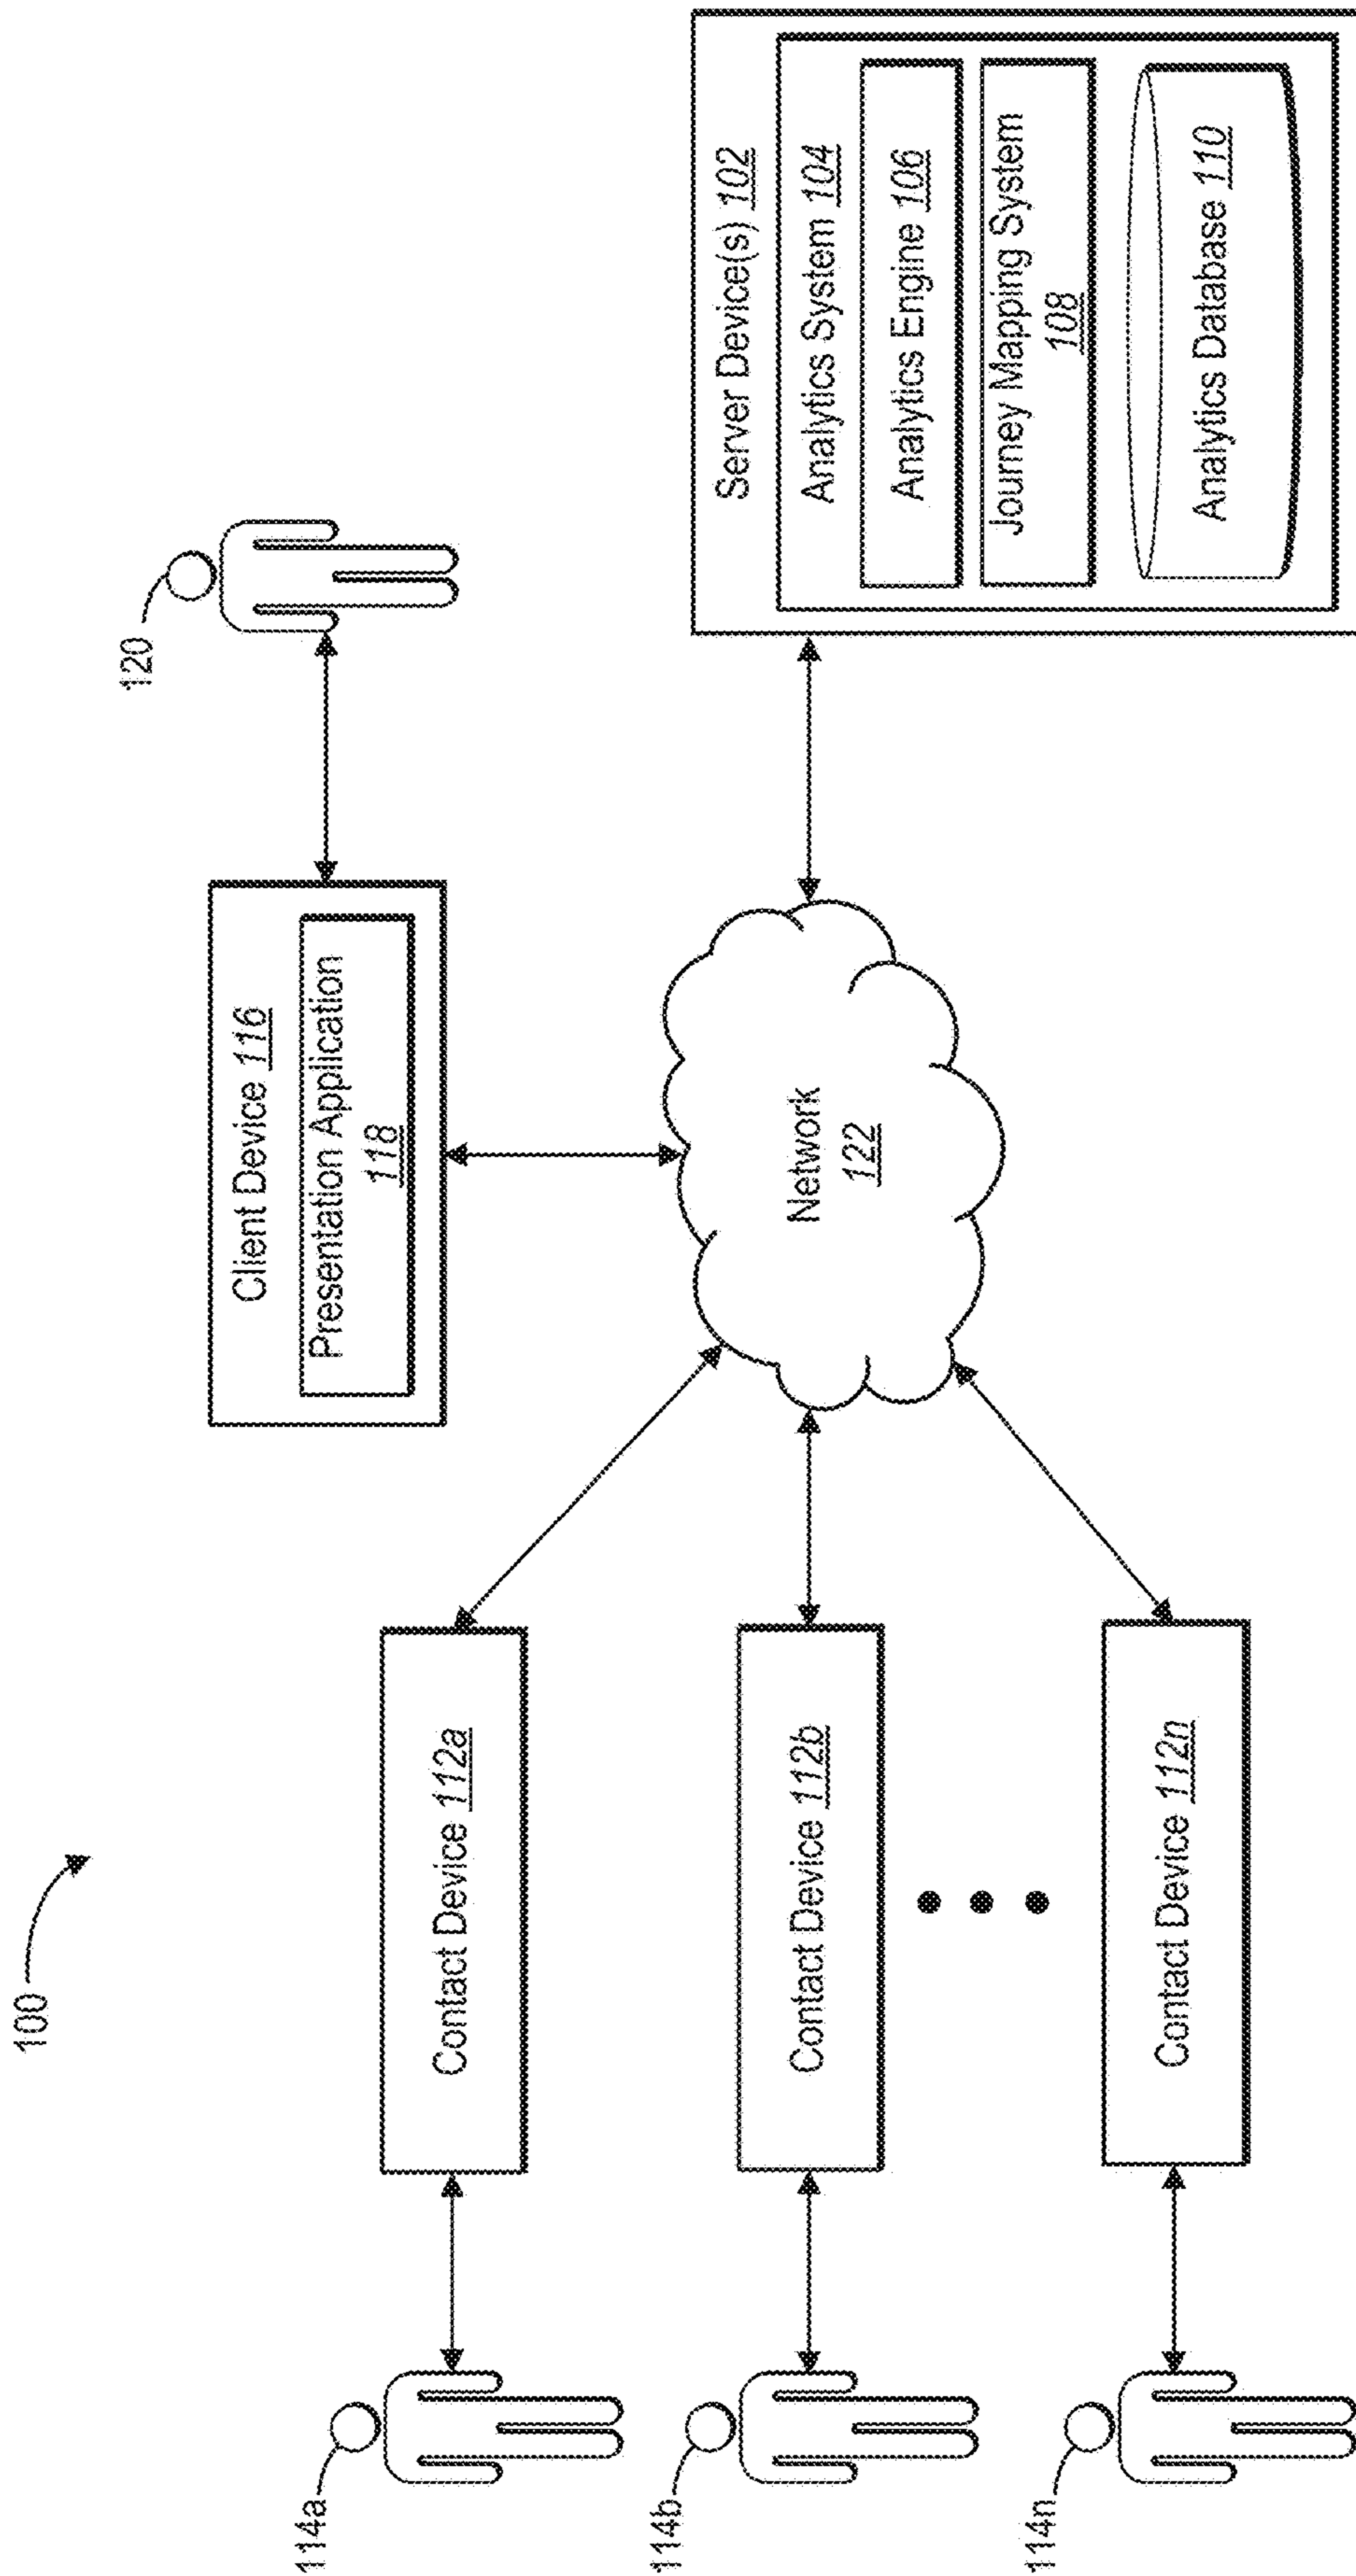 100
120
Client Device 116
Presentation Application
118
Server Device(s) 102
Analytics System 104
Analytics Engine 106
Journey Mapping System
108
Analytics Database 110
Network
122
114a
Contact Device 112a
114b
Contact Device 112b
114n
Contact Device 112n